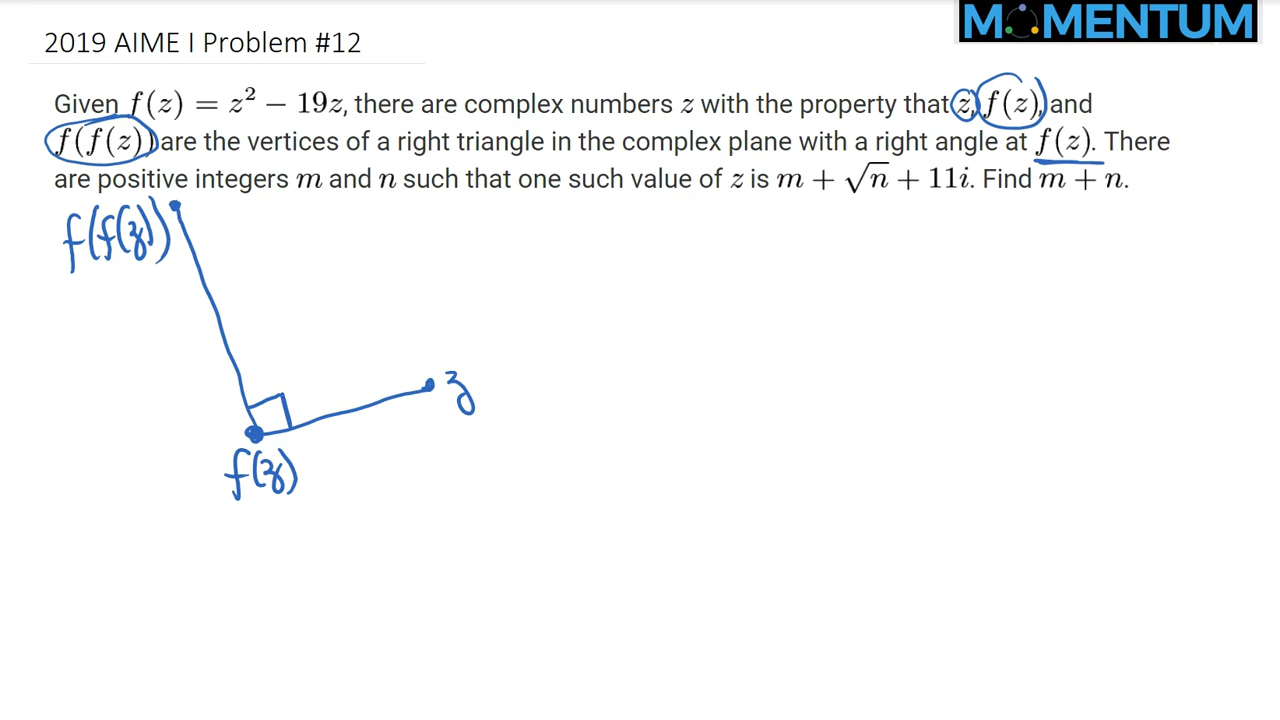 MOMENTUM
2019 AIME I Problem #12
Given f(z) = z² − 19z, there are complex numbers z with the property that z, f(z), and
f(f(z)) are the vertices of a right triangle in the complex plane with a right angle at f(z). There
are positive integers m and n such that one such value of z is m + √n + 11i. Find m + n.
f(f(z))
z
f(z)